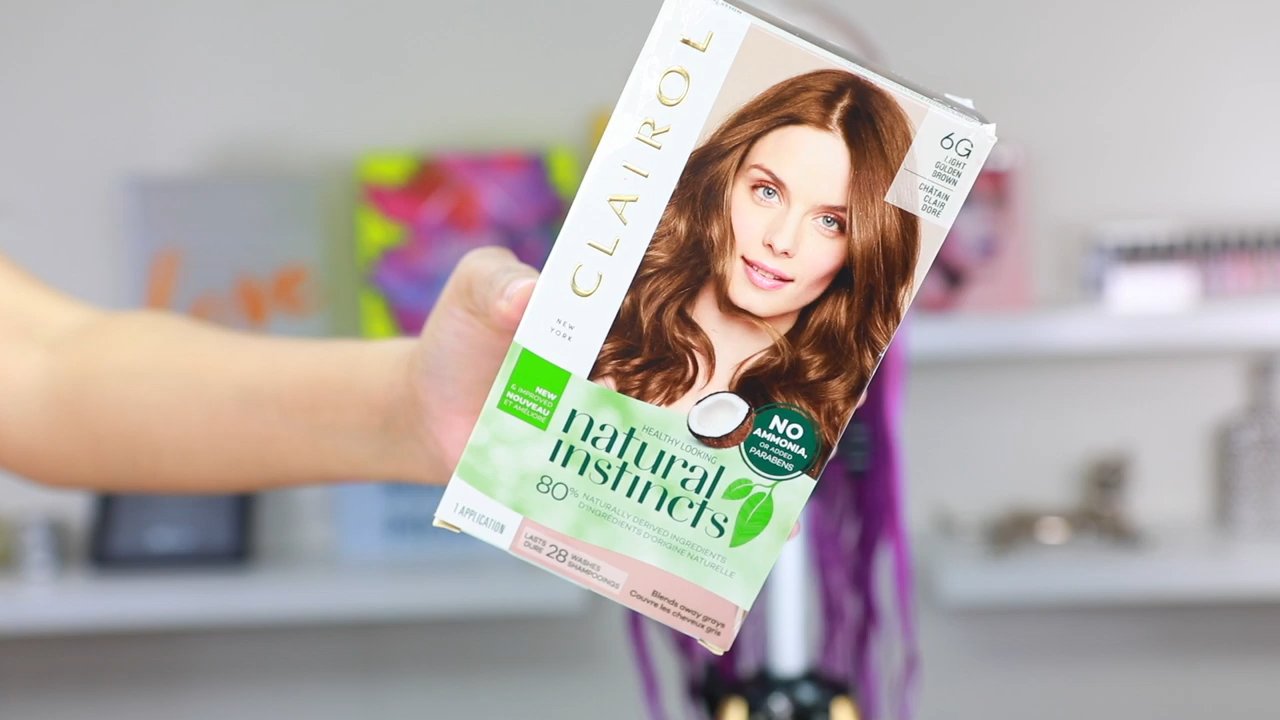 CLAIROL
NEW
YORK
6G
LIGHT
GOLDEN
BROWN
CHÂTAIN
CLAIR
DORÉ
NEW
& IMPROVED
NOUVEAU
ET AMÉLIORÉ
HEALTHY LOOKING
natural
instincts
NO
AMMONIA,
OR ADDED
PARABENS
80% NATURALLY DERIVED INGREDIENTS
D'INGRÉDIENTS D'ORIGINE NATURELLE
1 APPLICATION
LASTS
DURE
28
WASHES
SHAMPOOINGS
Blends away grays
Couvre les cheveux gris
love